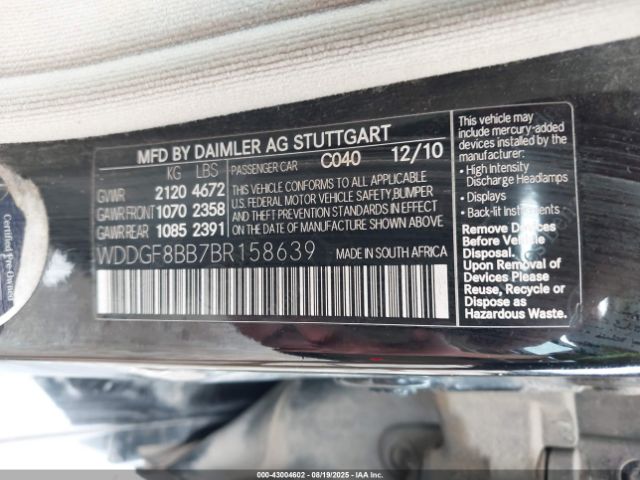 MFD BY DAIMLER AG STUTTGART
KG LBS PASSENGER CAR C040 12/10
GVWR 2120 4672
GAWR FRONT 1070 2358
GAWR REAR 1085 2391
THIS VEHICLE CONFORMS TO ALL APPLICABLE
U.S. FEDERAL MOTOR VEHICLE SAFETY,BUMPER
AND THEFT PREVENTION STANDARDS IN EFFECT
ON THE DATE OF MANUFACTURE SHOWN ABOVE.
WDDGF8BB7BR158639 MADE IN SOUTH AFRICA
This vehicle may
include mercury-added
devices installed by the
manufacturer:
• High Intensity
Discharge Headlamps
• Displays
• Back-lit Instruments
Remove Devices
Before Vehicle
Disposal.
Upon Removal of
Devices Please
Reuse, Recycle or
Dispose as
Hazardous Waste.
Certified Pre-Owned
000-43004602 - 08/19/2025 - IAA Inc.